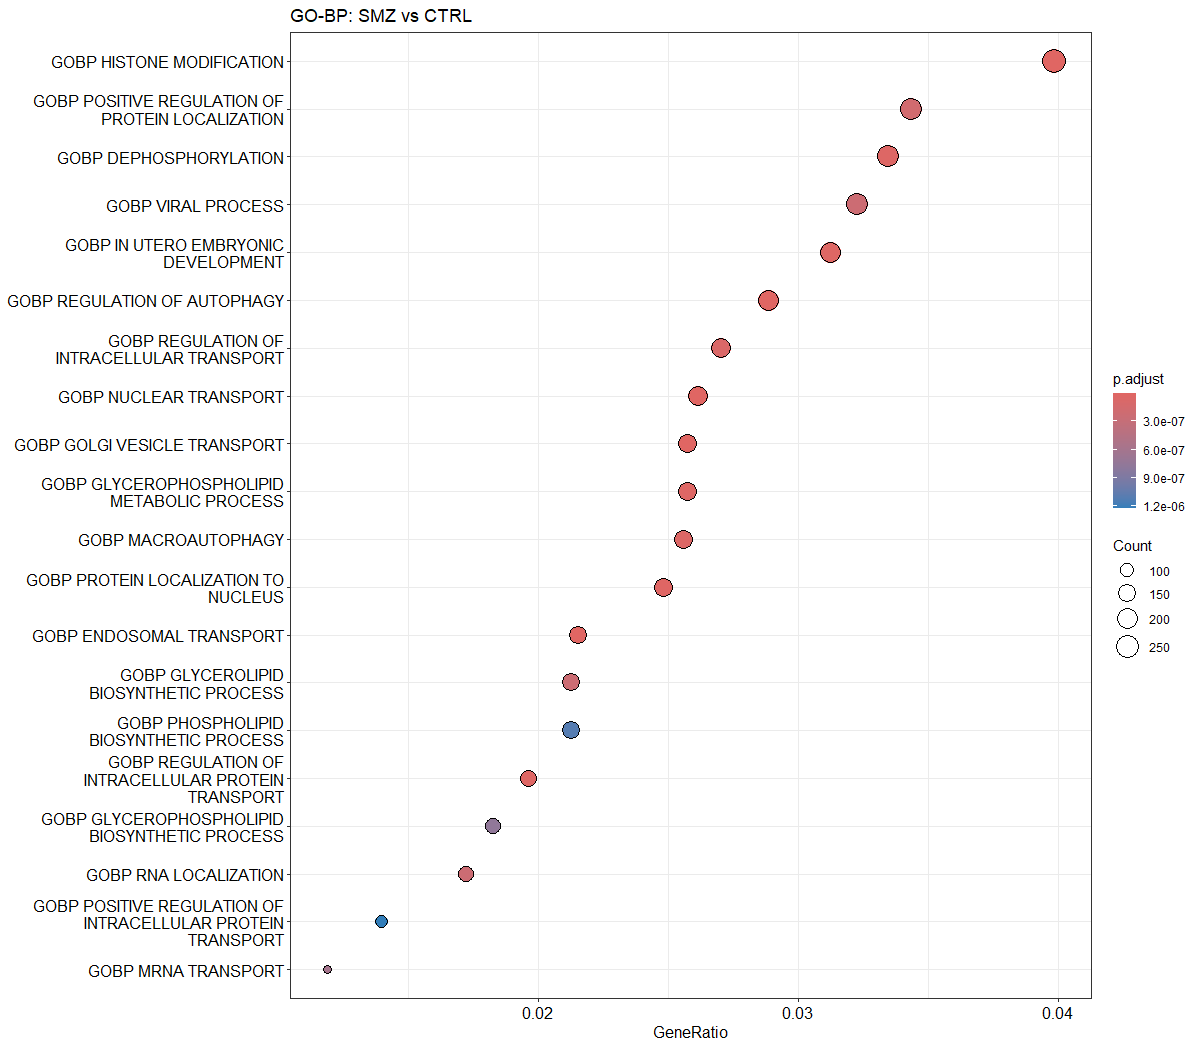 GO-BP: SMZ vs CTRL
GOBP HISTONE MODIFICATION
GOBP POSITIVE REGULATION OF
PROTEIN LOCALIZATION
GOBP DEPHOSPHORYLATION
GOBP VIRAL PROCESS
GOBP IN UTERO EMBRYONIC
DEVELOPMENT
GOBP REGULATION OF AUTOPHAGY
GOBP REGULATION OF
INTRACELLULAR TRANSPORT
GOBP NUCLEAR TRANSPORT
GOBP GOLGI VESICLE TRANSPORT
GOBP GLYCEROPHOSPHOLIPID
METABOLIC PROCESS
GOBP MACROAUTOPHAGY
GOBP PROTEIN LOCALIZATION TO
NUCLEUS
GOBP ENDOSOMAL TRANSPORT
GOBP GLYCEROLIPID
BIOSYNTHETIC PROCESS
GOBP PHOSPHOLIPID
BIOSYNTHETIC PROCESS
GOBP REGULATION OF
INTRACELLULAR PROTEIN
TRANSPORT
GOBP GLYCEROPHOSPHOLIPID
BIOSYNTHETIC PROCESS
GOBP RNA LOCALIZATION
GOBP POSITIVE REGULATION OF
INTRACELLULAR PROTEIN
TRANSPORT
GOBP MRNA TRANSPORT
0.02
0.03
0.04
GeneRatio
p.adjust
3.0e-07
6.0e-07
9.0e-07
1.2e-06
Count
100
150
200
250